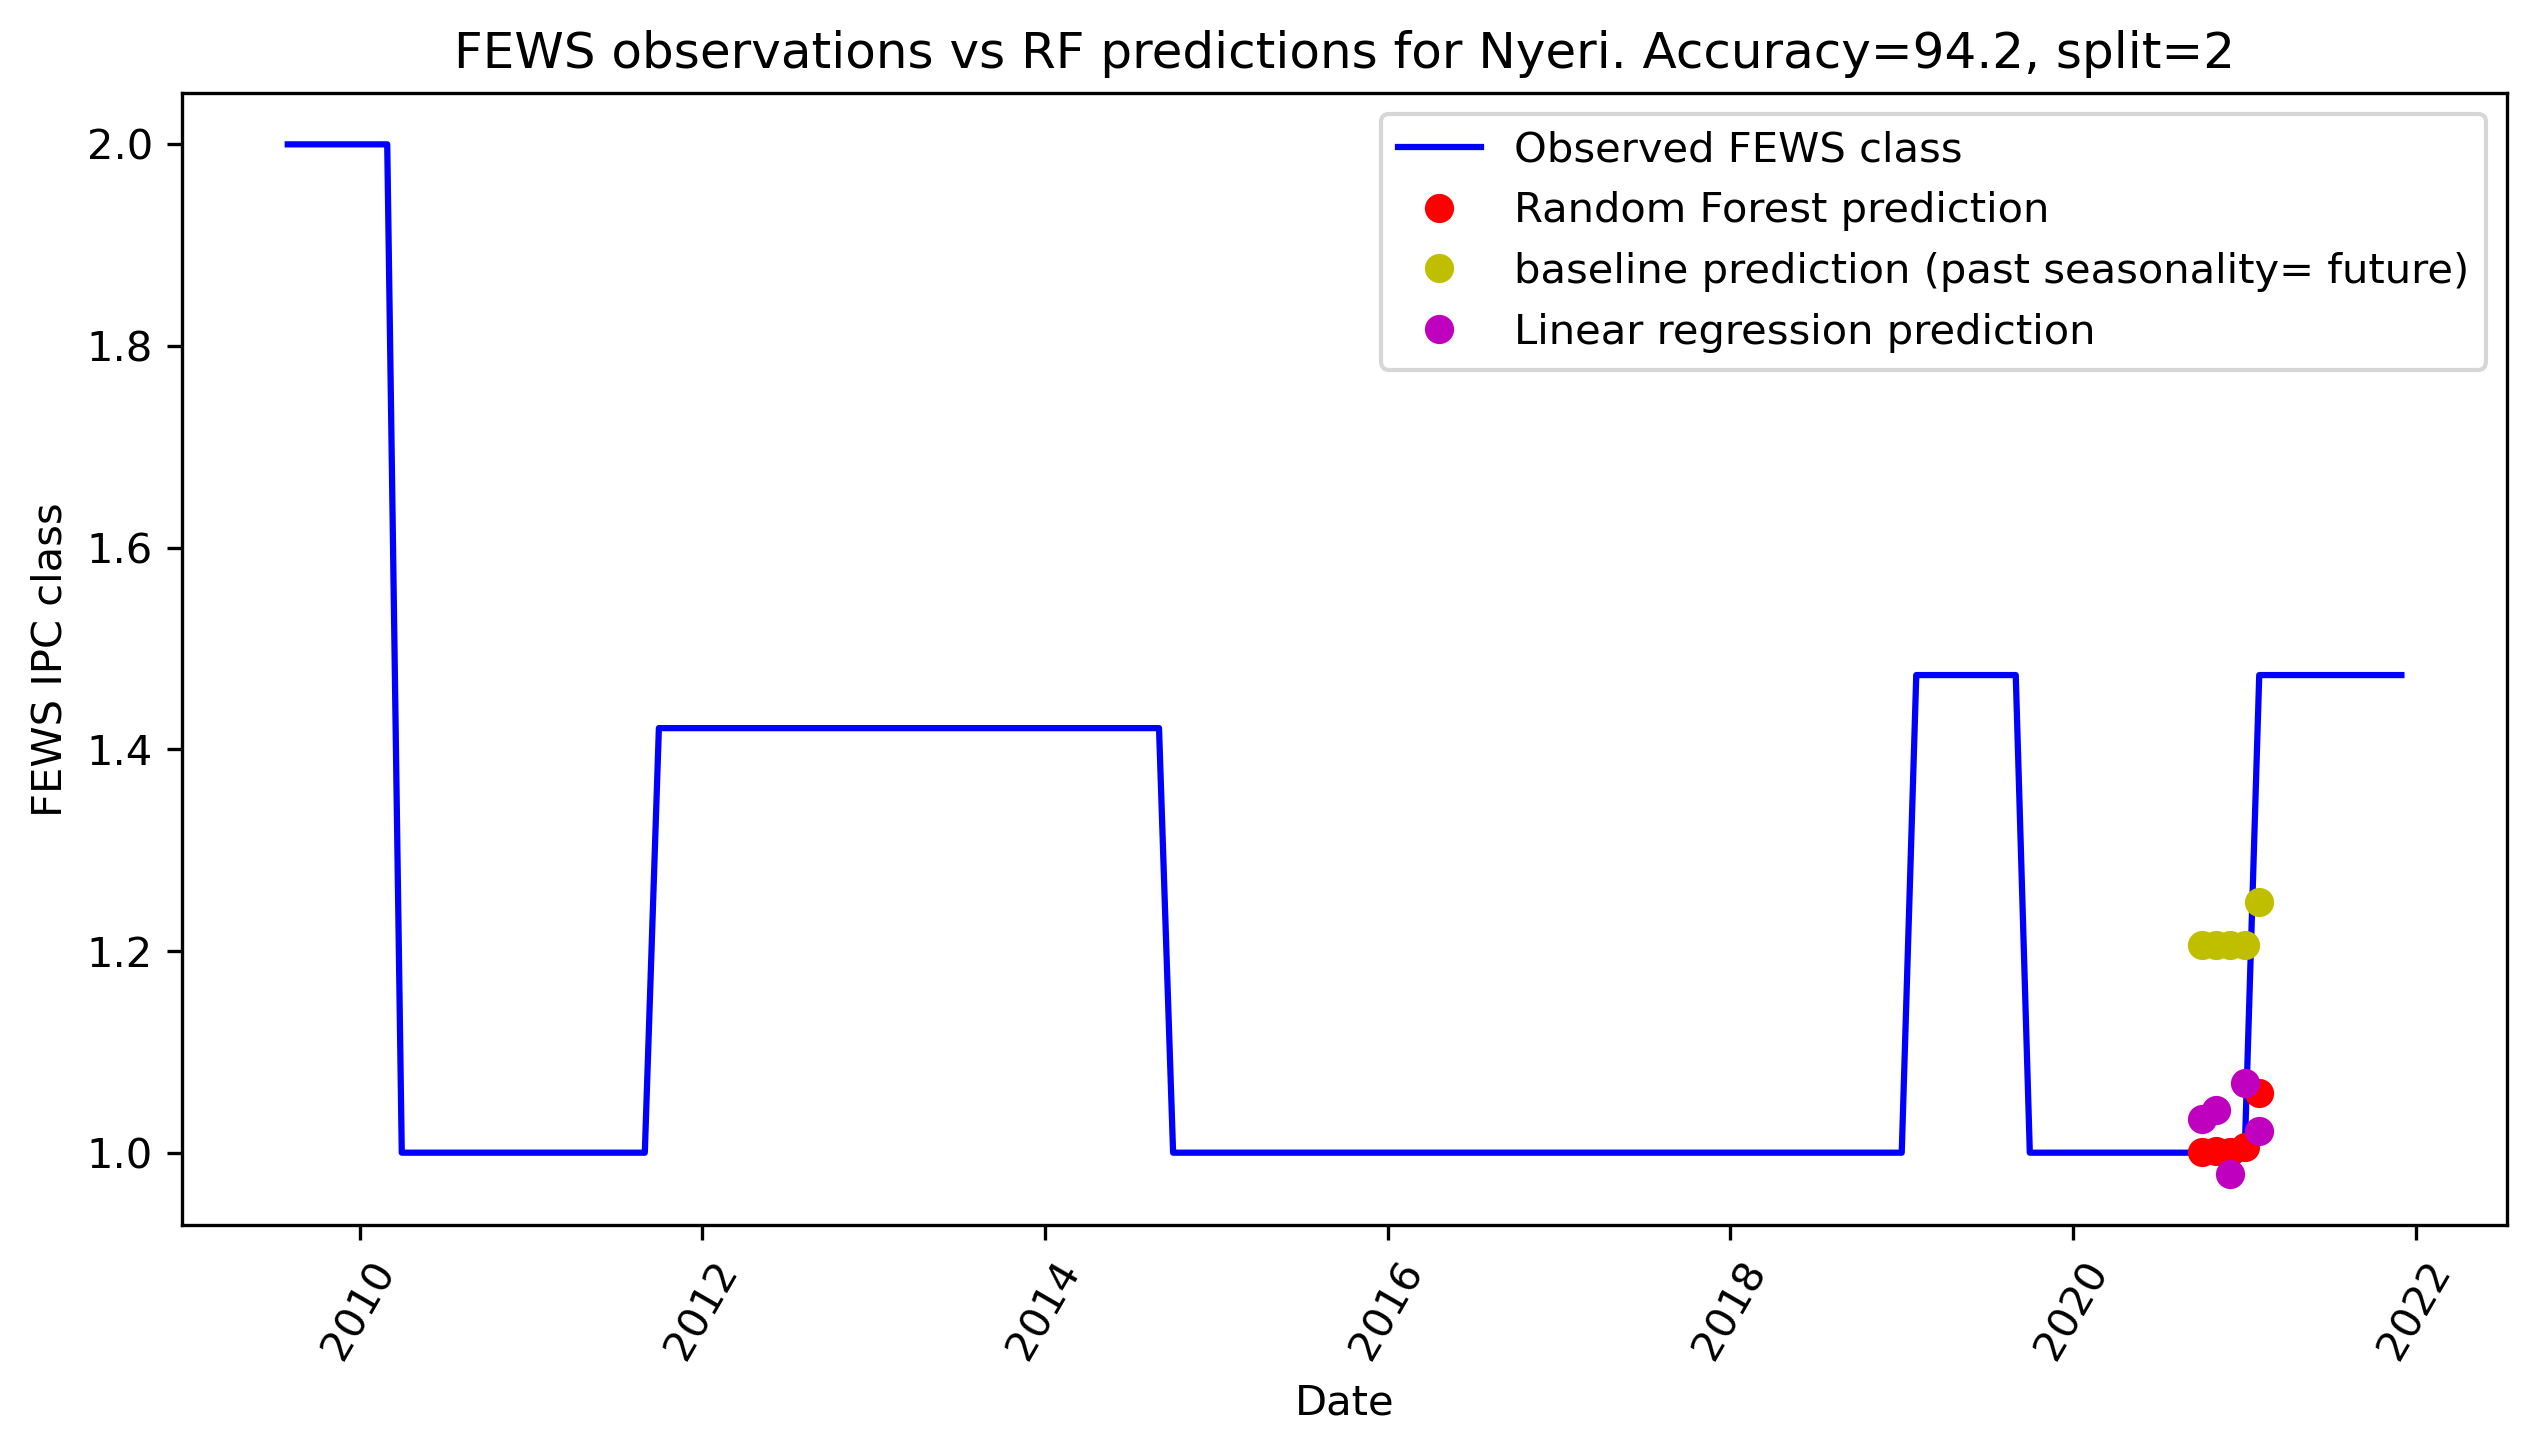 FEWS observations vs RF predictions for Nyeri. Accuracy=94.2, split=2
Observed FEWS class
Random Forest prediction
baseline prediction (past seasonality= future)
Linear regression prediction
FEWS IPC class
2.0
1.8
1.6
1.4
1.2
1.0
2010
2012
2014
2016
2018
2020
2022
Date